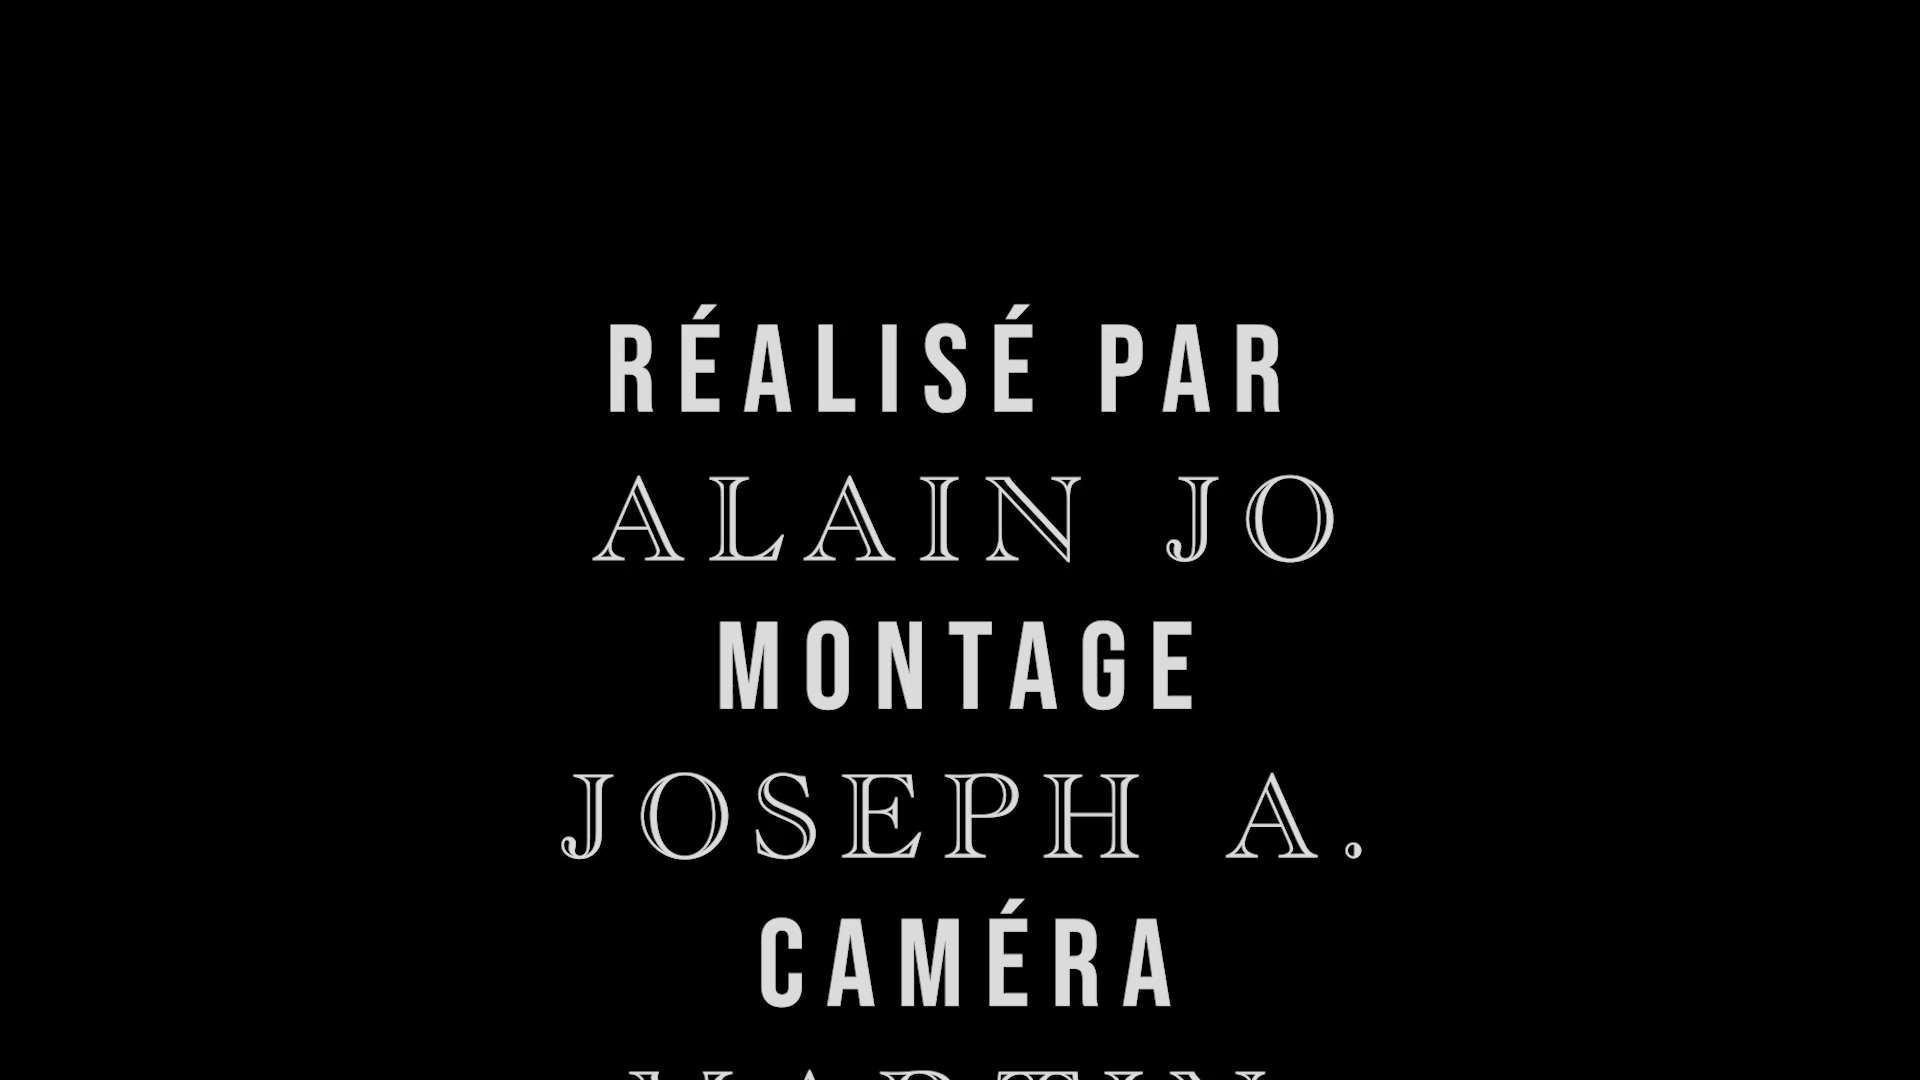 RÉALISÉ PAR
ALAIN JO
MONTAGE
JOSEPH A.
CAMÉRA